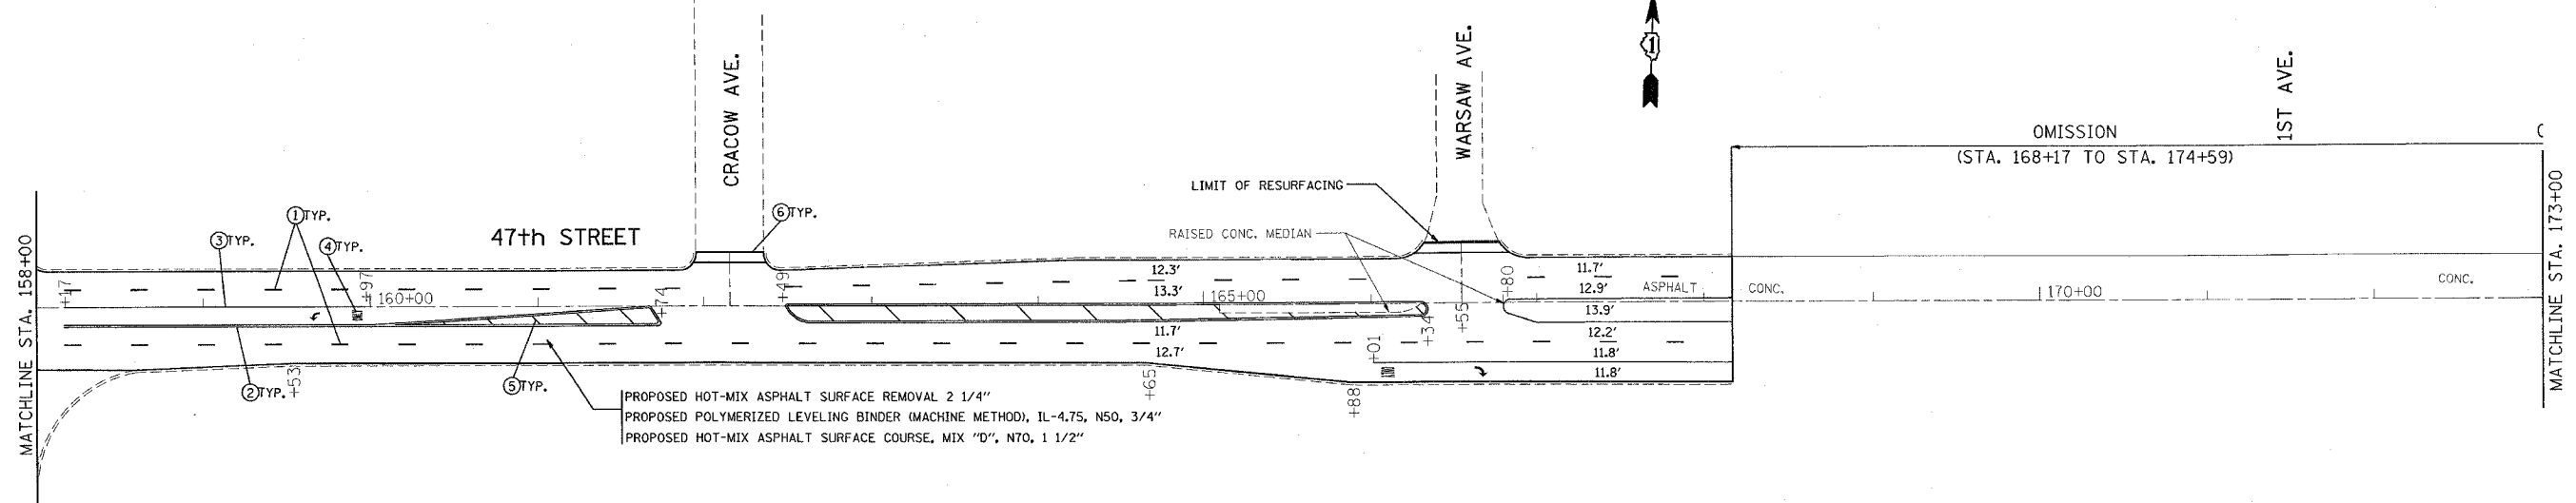 CRACOW AVE.
WARSAW AVE.
1
1ST AVE.
OMISSION
(STA. 168+17 TO STA. 174+59)
LIMIT OF RESURFACING
RAISED CONC. MEDIAN
MATCHLINE STA. 158+00
MATCHLINE STA. 173+00
47th STREET
1 TYP.
2 TYP.
3 TYP.
4 TYP.
5 TYP.
6 TYP.
+17
+97
160+00
+74
+49
12.3'
13.3'
165+00
11.7'
12.7'
+34
+55
+80
11.7'
12.9'
ASPHALT
CONC.
13.9'
12.2'
11.8'
11.8'
170+00
CONC.
+53
+65
+88
+01
PROPOSED HOT-MIX ASPHALT SURFACE REMOVAL 2 1/4"
PROPOSED POLYMERIZED LEVELING BINDER (MACHINE METHOD), IL-4.75, N50, 3/4"
PROPOSED HOT-MIX ASPHALT SURFACE COURSE, MIX "D", N70, 1 1/2"